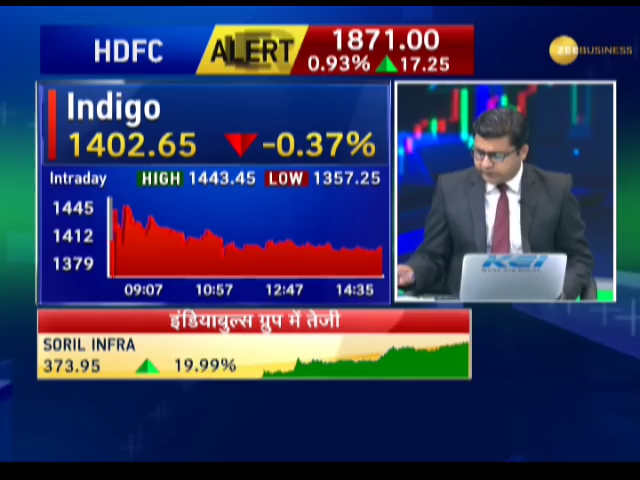 HDFC
ALERT
1871.00
0.93% 17.25
ZEE BUSINESS
Indigo
1402.65 -0.37%
Intraday HIGH 1443.45 LOW 1357.25
1445
1412
1379
09:07 10:57 12:47 14:35
KEI
इंडियाबुल्स ग्रुप में तेजी
SORIL INFRA
373.95 19.99%